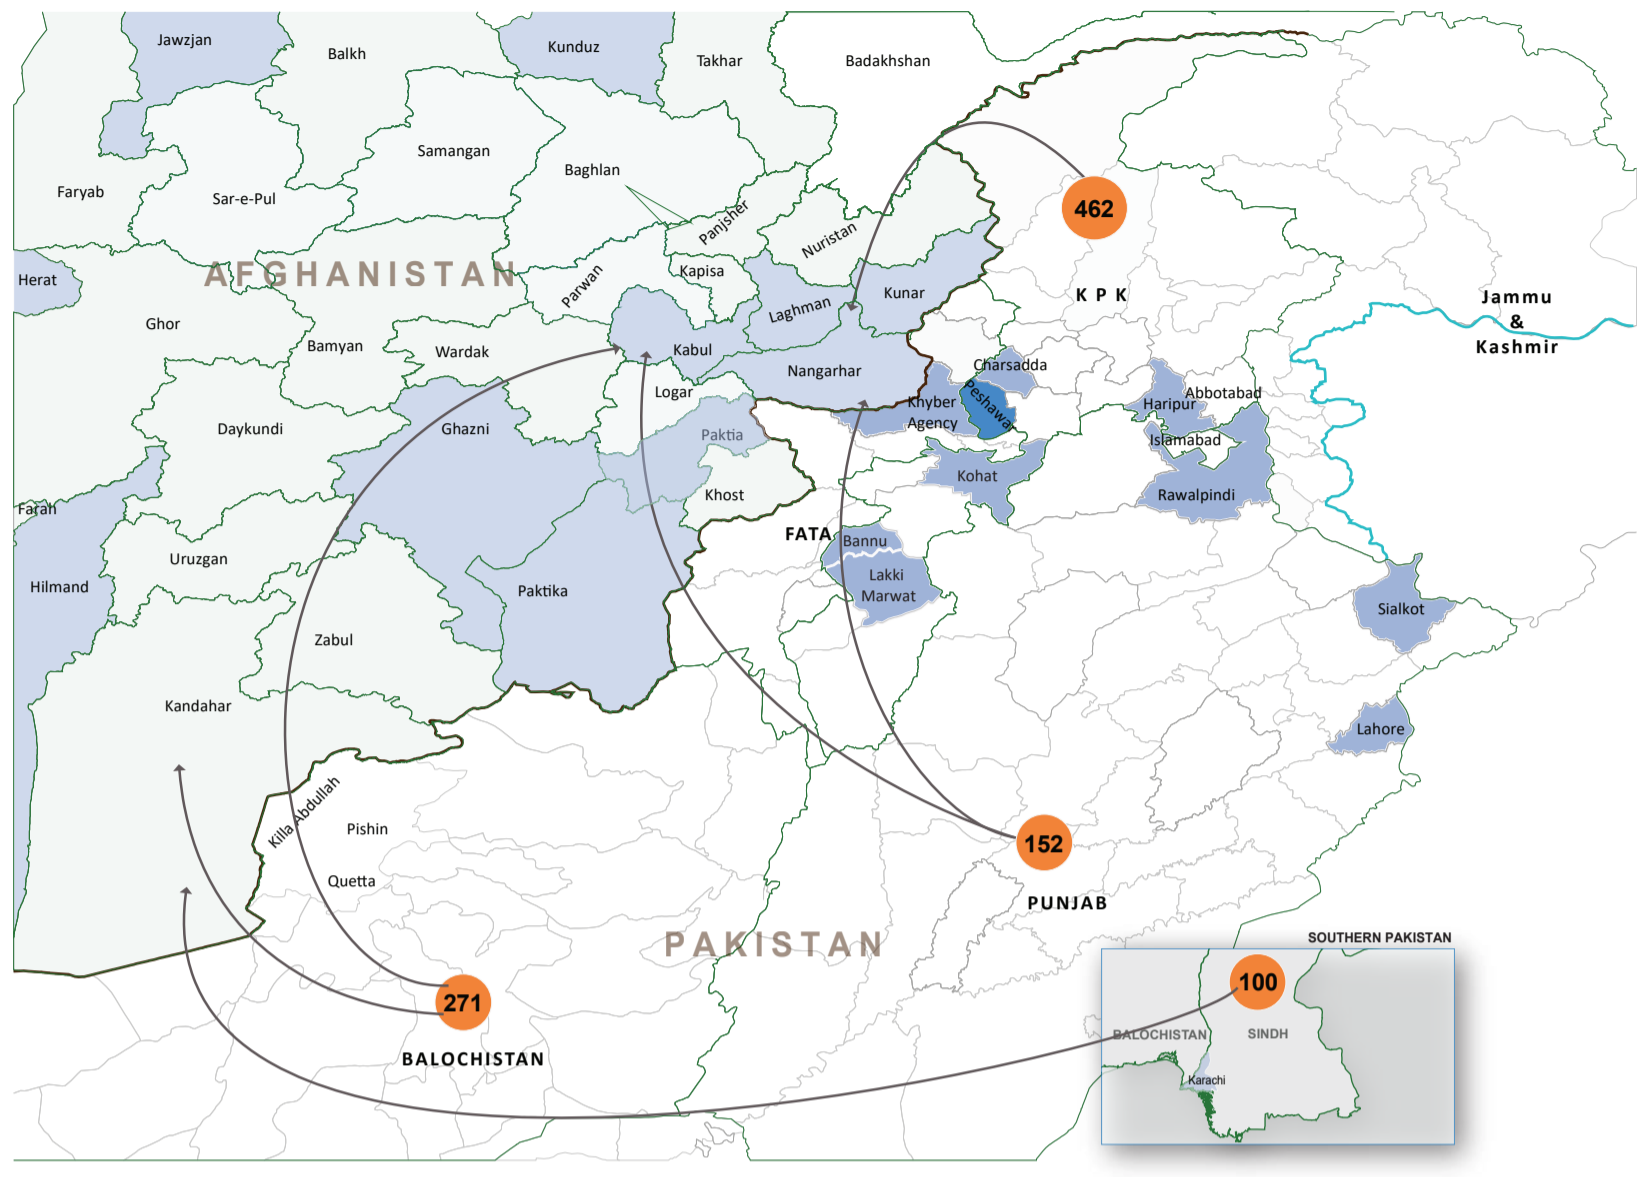 Jawzjan
Balkh
Kunduz
Takhar
Badakhshan
Samangan
Baghlan
Faryab
Sar-e-Pul
462
Panjsher
Nuristan
AFGHANISTAN
Herat
Parwan
Kapisa
Laghman
Kunar
K P K
Jammu
&
Kashmir
Ghor
Bamyan
Wardak
Kabul
Nangarhar
Charsadda
Logar
Khyber
Agency
Peshawar
Haripur
Abbotabad
Daykundi
Ghazni
Paktia
Islamabad
Kohat
Khost
Rawalpindi
Farah
FATA
Bannu
Uruzgan
Hilmand
Paktika
Lakki
Marwat
Sialkot
Zabul
Kandahar
Lahore
Killa Abdullah
Pishin
152
Quetta
PUNJAB
PAKISTAN
SOUTHERN PAKISTAN
271
100
BALOCHISTAN
BALOCHISTAN
SINDH
Karachi